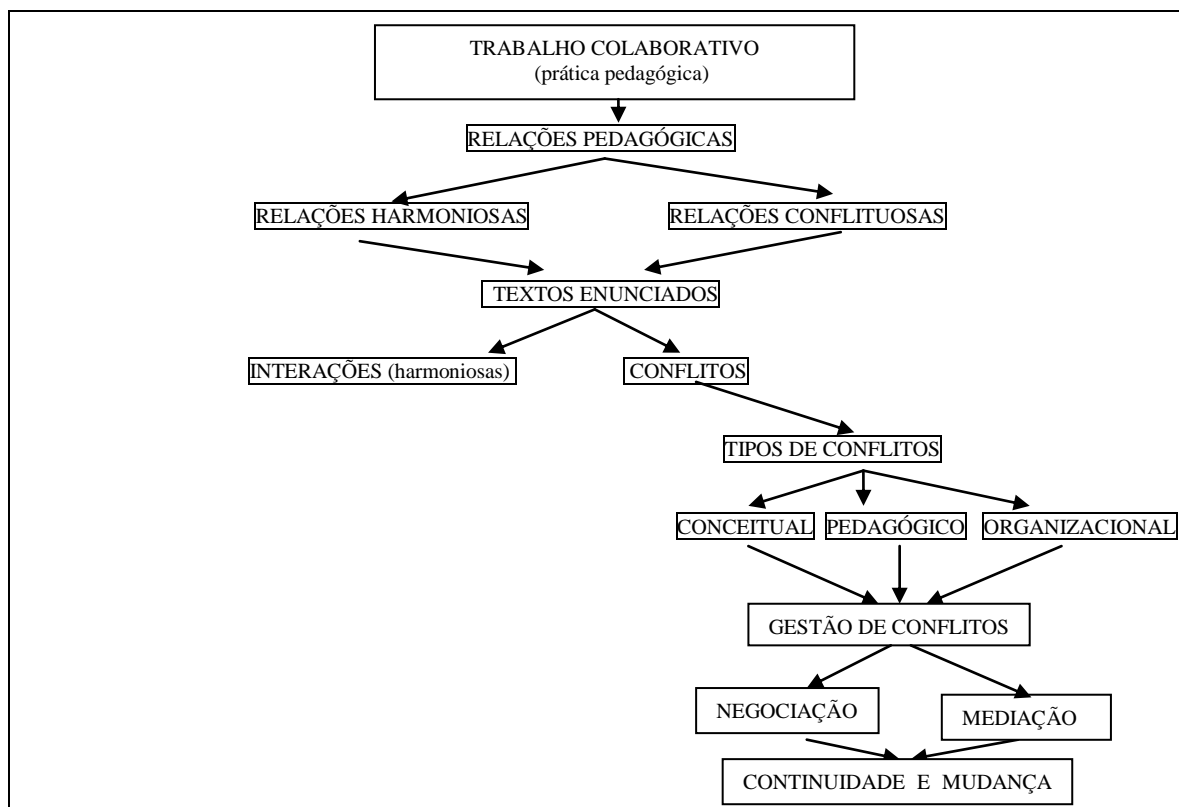 TRABALHO COLABORATIVO
(prática pedagógica)
RELAÇÕES PEDAGÓGICAS
RELAÇÕES HARMONIOSAS
RELAÇÕES CONFLITUOSAS
TEXTOS ENUNCIADOS
INTERAÇÕES (harmoniosas)
CONFLITOS
TIPOS DE CONFLITOS
CONCEITUAL
PEDAGÓGICO
ORGANIZACIONAL
GESTÃO DE CONFLITOS
NEGOCIAÇÃO
MEDIAÇÃO
CONTINUIDADE E MUDANÇA